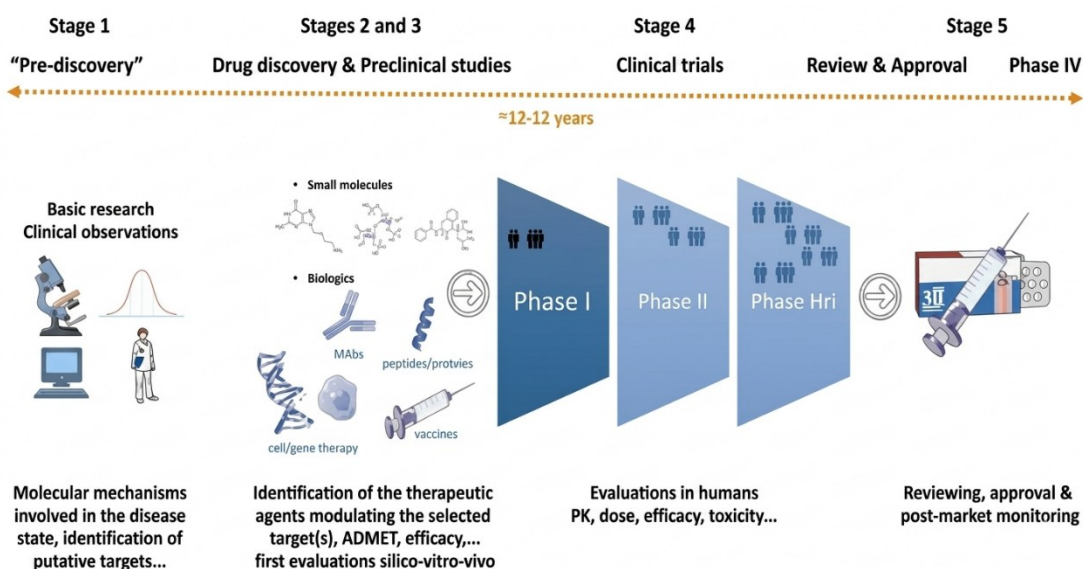 Stage 1
Stages 2 and 3
Stage 4
Stage 5
“Pre-discovery”
Drug discovery & Preclinical studies
Clinical trials
Review & Approval
Phase IV
≈12-12 years
Basic research
Clinical observations
• Small molecules
• Biologics
MAbs
peptides/protvies
cell/gene therapy
vaccines
Phase I
Phase II
Phase Hri
Molecular mechanisms
involved in the disease
state, identification of
putative targets...
Identification of the therapeutic
agents modulating the selected
target(s), ADMET, efficacy,...
first evaluations silico-vitro-vivo
Evaluations in humans
PK, dose, efficacy, toxicity...
Reviewing, approval &
post-market monitoring